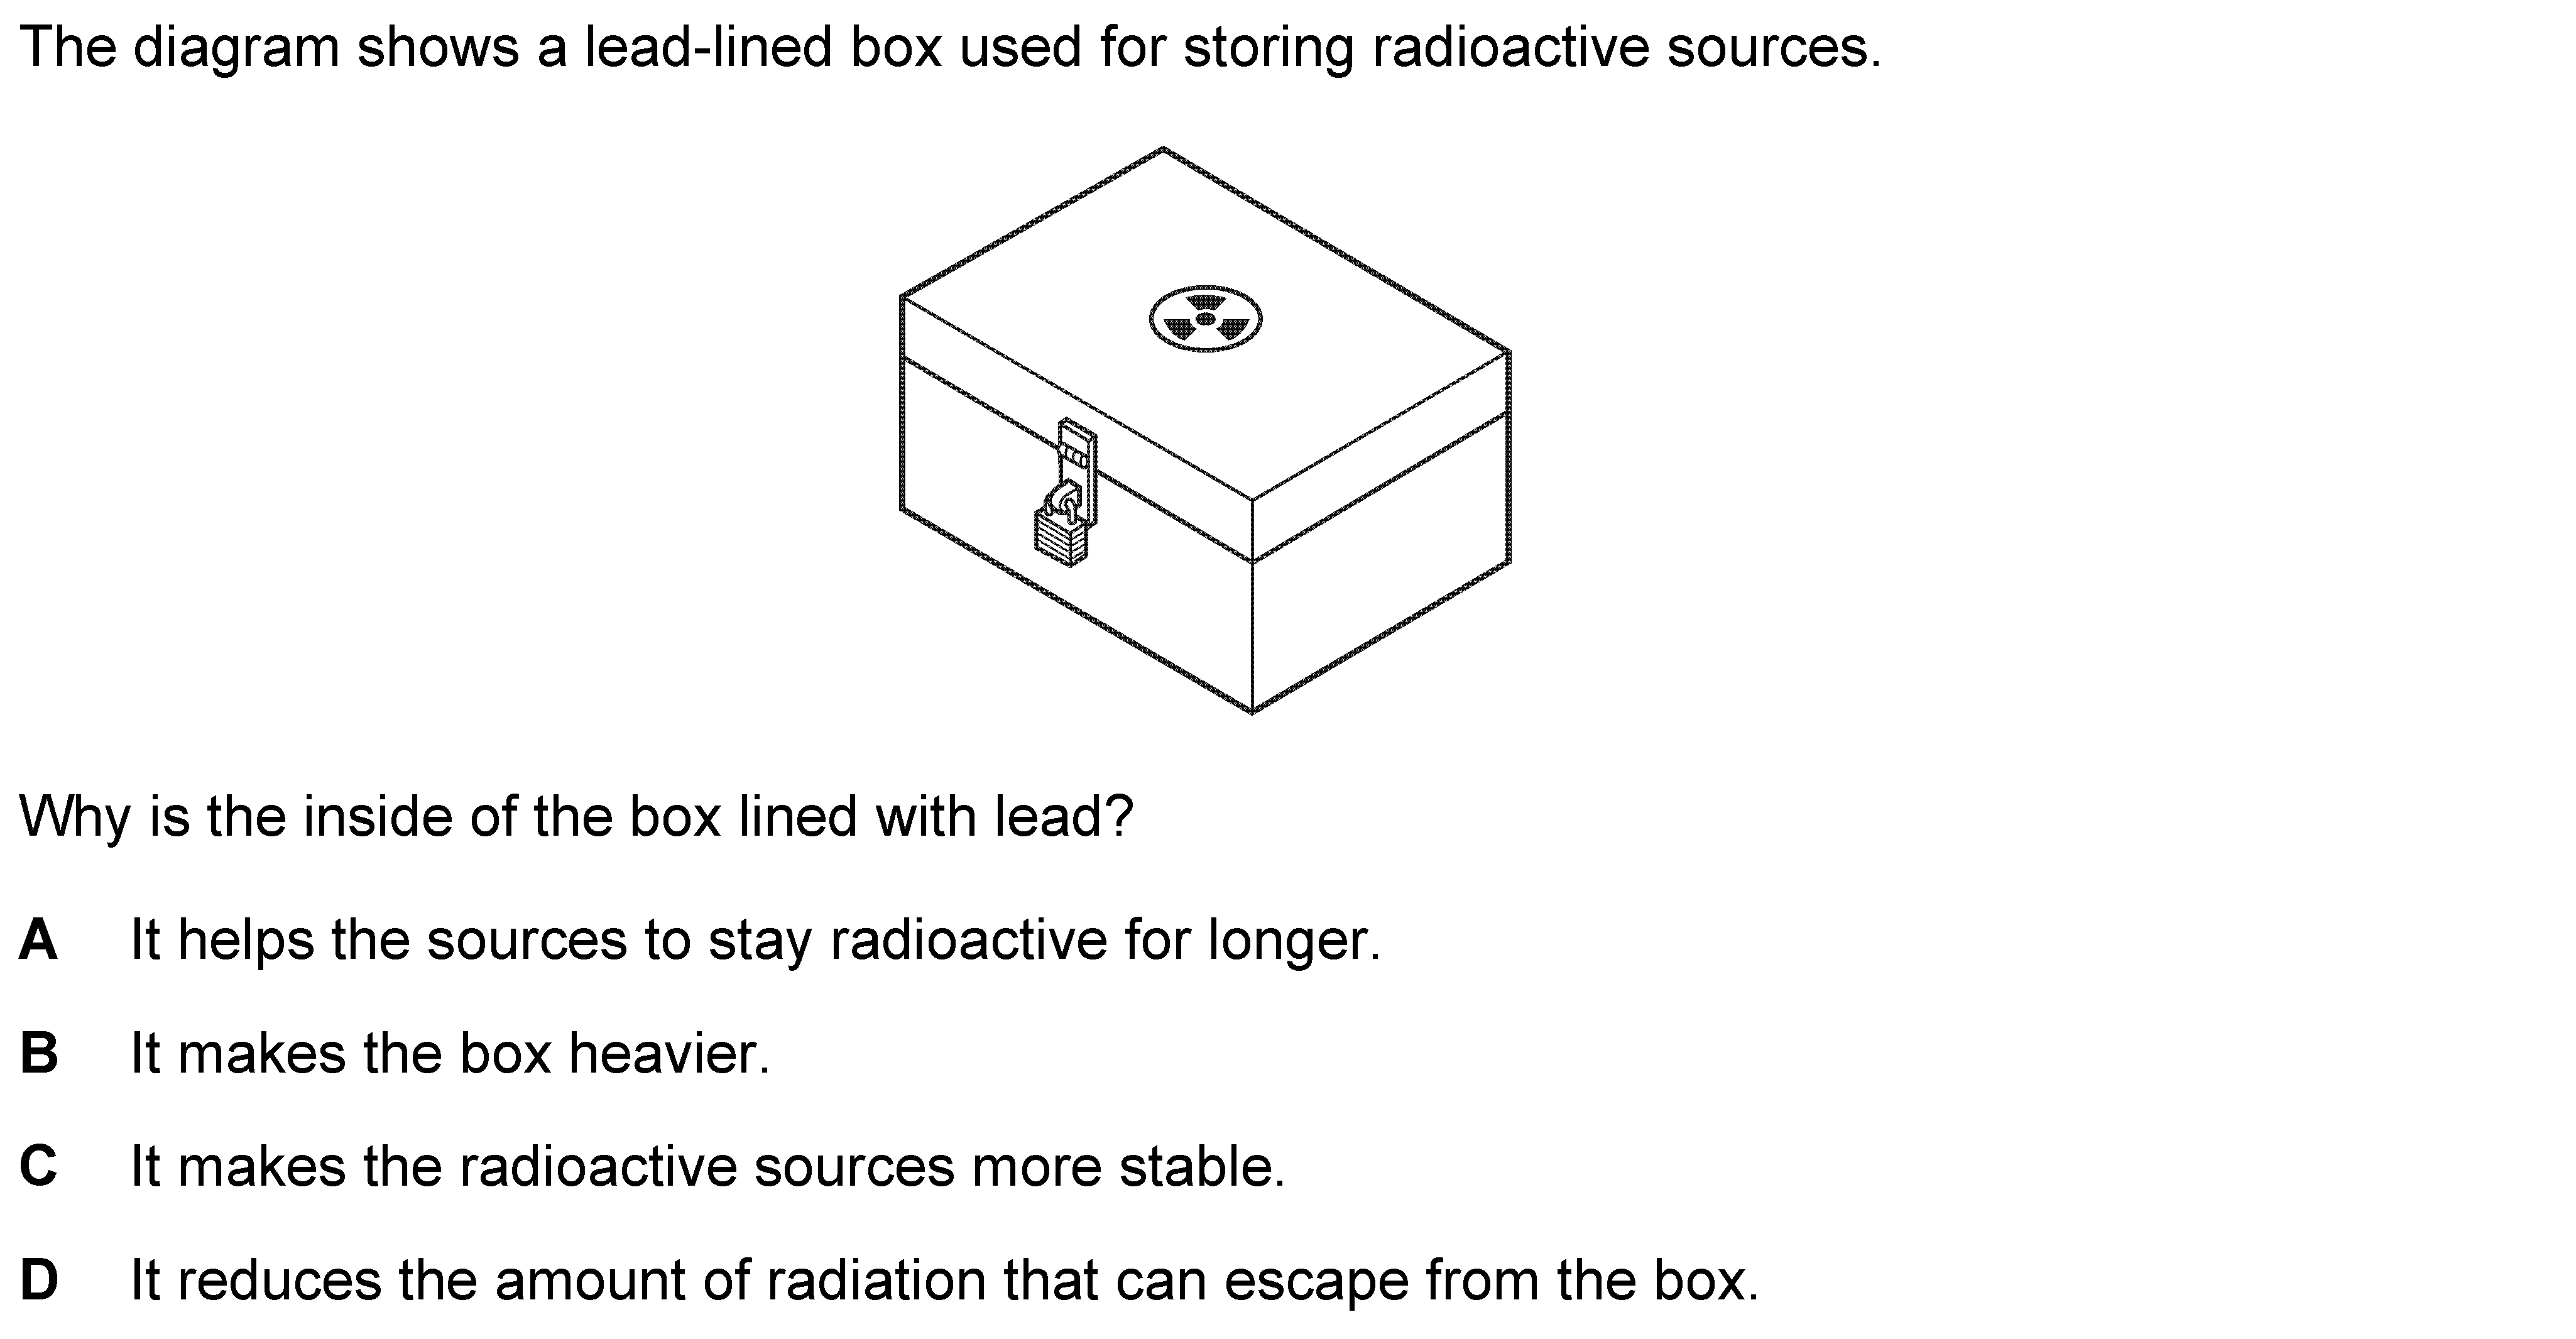 The diagram shows a lead-lined box used for storing radioactive sources.
Why is the inside of the box lined with lead?
A It helps the sources to stay radioactive for longer.
B It makes the box heavier.
C It makes the radioactive sources more stable.
D It reduces the amount of radiation that can escape from the box.